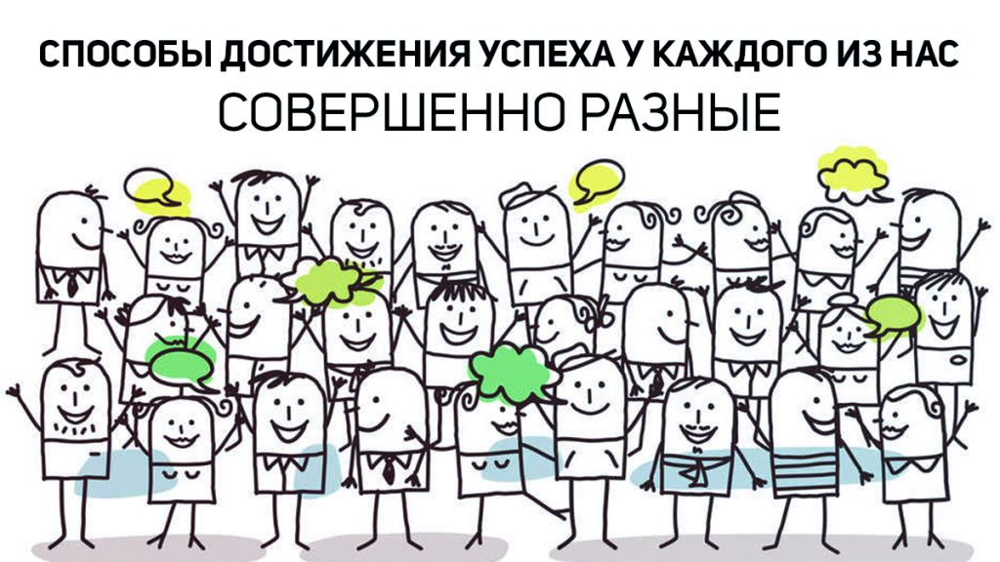 СПОСОБЫ ДОСТИЖЕНИЯ УСПЕХА У КАЖДОГО ИЗ НАС
СОВЕРШЕННО РАЗНЫЕ